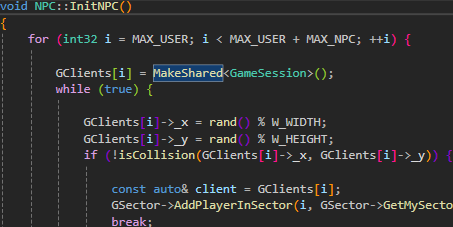 void NPC::InitNPC()
{
for (int32 i = MAX_USER; i < MAX_USER + MAX_NPC; ++i) {
GClients[i] = MakeShared<GameSession>();
while (true) {
GClients[i]->_x = rand() % W_WIDTH;
GClients[i]->_y = rand() % W_HEIGHT;
if (!isCollision(GClients[i]->_x, GClients[i]->_y)) {
const auto& client = GClients[i];
GSector->AddPlayerInSector(i, GSector->GetMySecto
break;